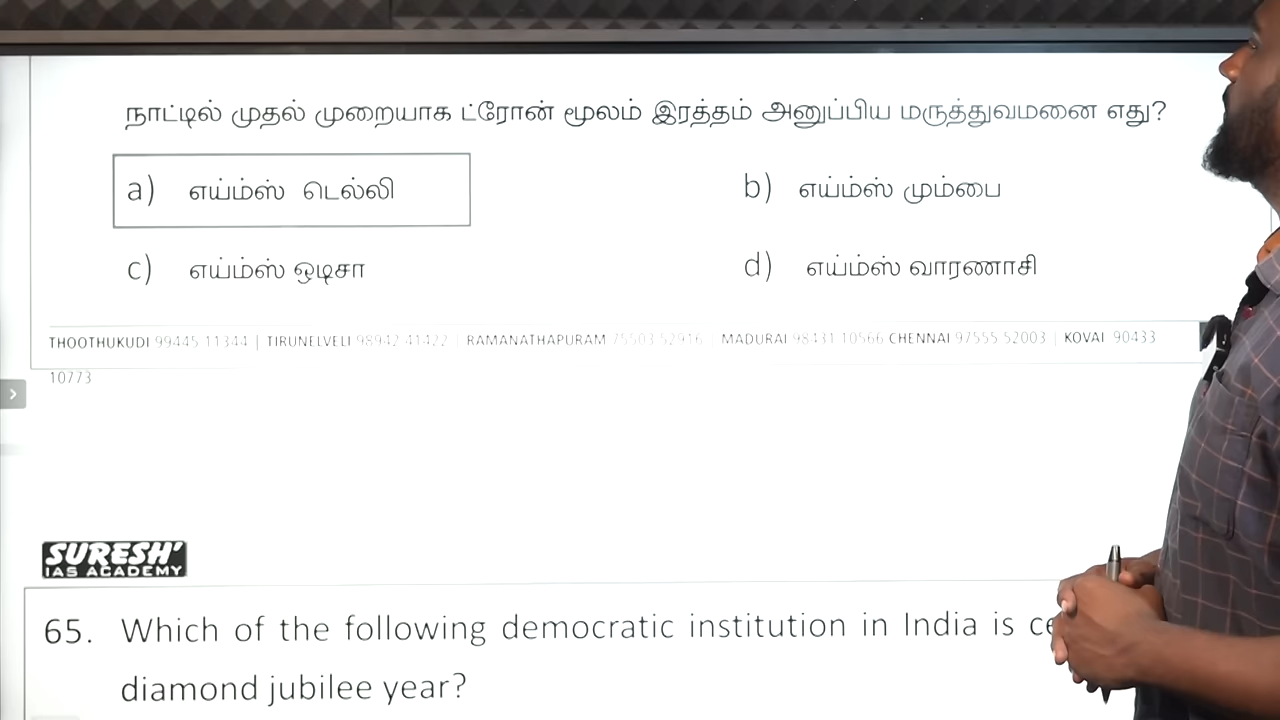 நாட்டில் முதல் முறையாக ட்ரோன் மூலம் இரத்தம் அனுப்பிய மருத்துவமனை எது?
a) எய்ம்ஸ் டெல்லி b) எய்ம்ஸ் மும்பை
c) எய்ம்ஸ் ஒடிசா d) எய்ம்ஸ் வாரணாசி
THOOTHUKUDI 99445 11344 | TIRUNELVELI 98942 41422 | RAMANATHAPURAM 75503 52916 | MADURAI 98431 10566 CHENNAI 97555 52003 | KOVAI 90433
10773
SURESH'
IAS ACADEMY
65. Which of the following democratic institution in India is
diamond jubilee year?